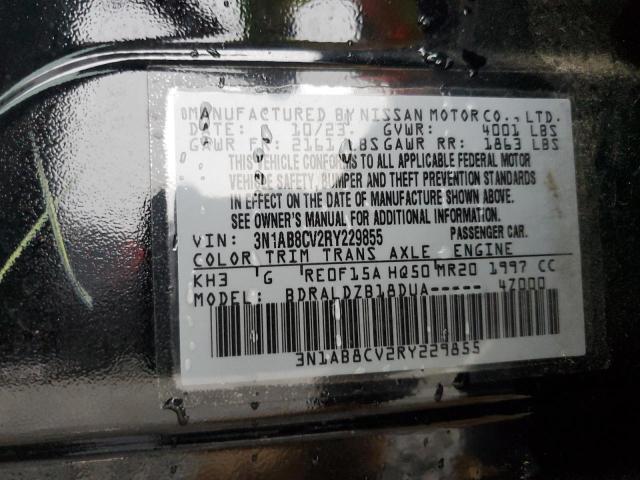 MANUFACTURED BY NISSAN MOTOR CO., LTD.
DATE: 10/23 GVWR: 4001 LBS
GAWR FR: 2161 LBS GAWR RR: 1863 LBS
THIS VEHICLE CONFORMS TO ALL APPLICABLE FEDERAL MOTOR
VEHICLE SAFETY, BUMPER AND THEFT PREVENTION STANDARDS
IN EFFECT ON THE DATE OF MANUFACTURE SHOWN ABOVE.
SEE OWNER'S MANUAL FOR ADDITIONAL INFORMATION.
VIN: 3N1AB8CV2RY229855 PASSENGER CAR.
COLOR TRIM TRANS AXLE, ENGINE
KH3 G RE0F15A HQ50 MR20 1997 CC
MODEL: BDRALDZB18DUA----- 4Z000
3N1AB8CV2RY229855